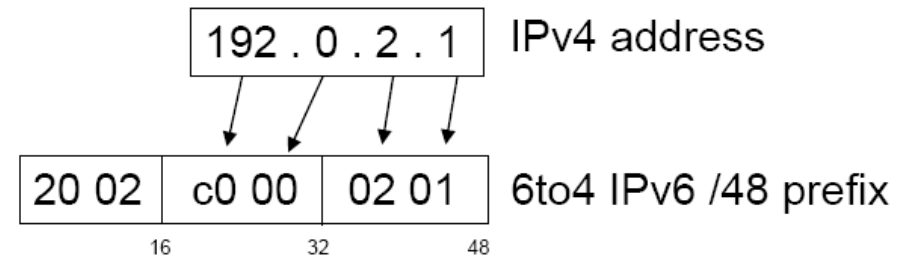 192 . 0 . 2 . 1 IPv4 address
20 02 c0 00 02 01 6to4 IPv6 /48 prefix
16 32 48